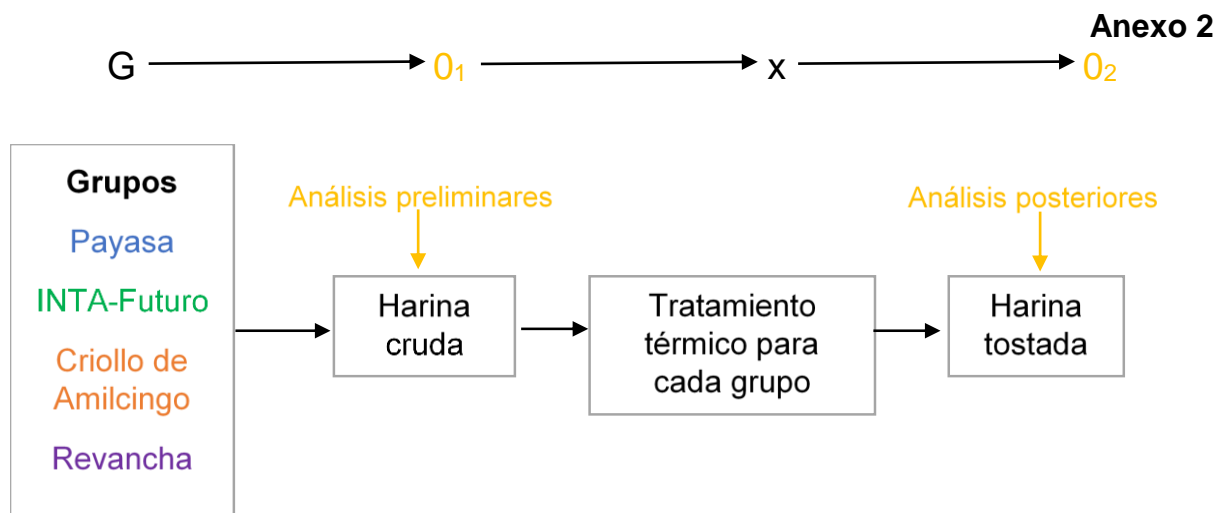 Anexo 2
G 0₁ x 0₂
Grupos
Payasa
INTA-Futuro
Criollo de
Amilcingo
Revancha
Análisis preliminares
Harina
cruda
Tratamiento
térmico para
cada grupo
Análisis posteriores
Harina
tostada